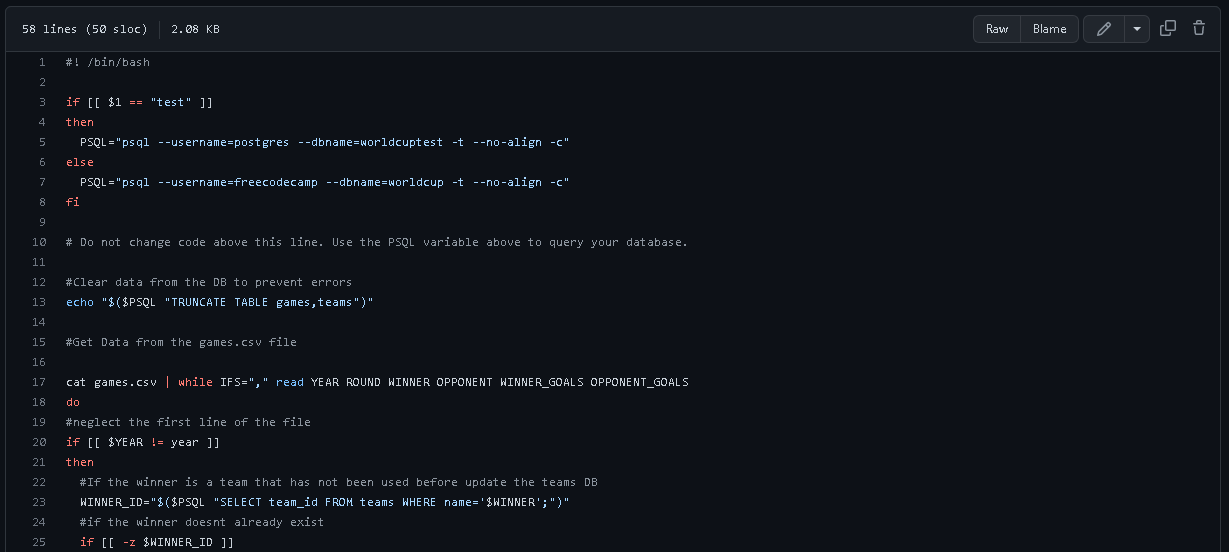 58 lines (50 sloc) 2.08 KB Raw Blame
1 #! /bin/bash
2
3 if [[ $1 == "test" ]]
4 then
5 PSQL="psql --username=postgres --dbname=worldcuptest -t --no-align -c"
6 else
7 PSQL="psql --username=freecodecamp --dbname=worldcup -t --no-align -c"
8 fi
9
10 # Do not change code above this line. Use the PSQL variable above to query your database.
11
12 #Clear data from the DB to prevent errors
13 echo "$($PSQL "TRUNCATE TABLE games,teams")"
14
15 #Get Data from the games.csv file
16
17 cat games.csv | while IFS="," read YEAR ROUND WINNER OPPONENT WINNER_GOALS OPPONENT_GOALS
18 do
19 #neglect the first line of the file
20 if [[ $YEAR != year ]]
21 then
22 #If the winner is a team that has not been used before update the teams DB
23 WINNER_ID="$($PSQL "SELECT team_id FROM teams WHERE name='$WINNER';")"
24 #if the winner doesnt already exist
25 if [[ -z $WINNER_ID ]]